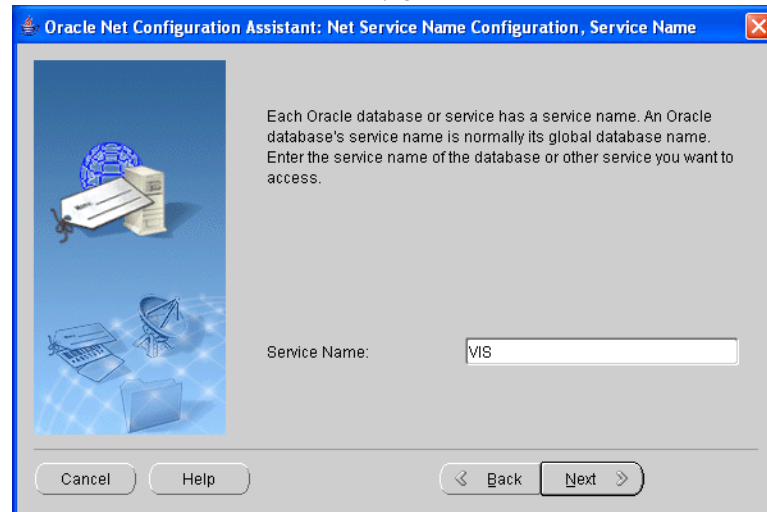 Oracle Net Configuration Assistant: Net Service Name Configuration, Service Name
Each Oracle database or service has a service name. An Oracle
database's service name is normally its global database name.
Enter the service name of the database or other service you want to
access.
Service Name:
VIS
Cancel
Help
Back
Next